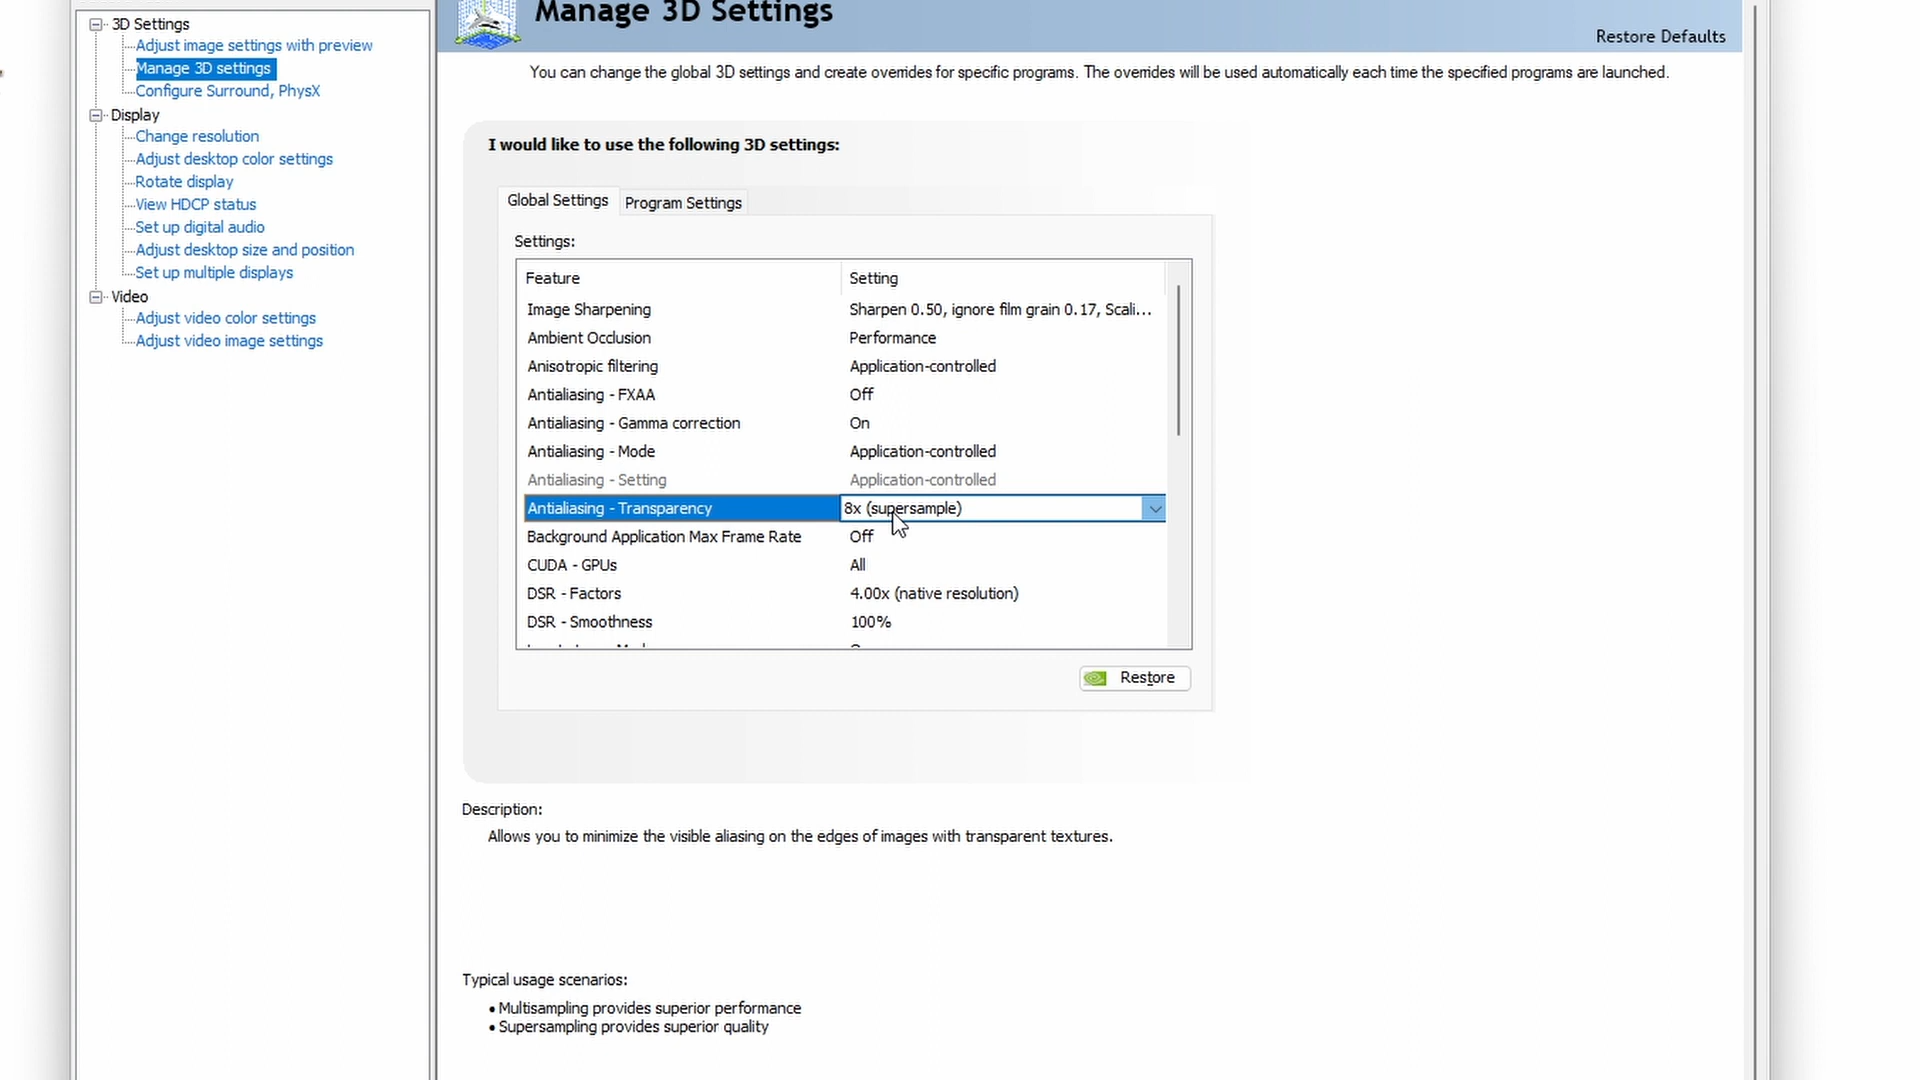 Manage 3D Settings
Restore Defaults
3D Settings
Adjust image settings with preview
Manage 3D settings
Configure Surround, PhysX
Display
Change resolution
Adjust desktop color settings
Rotate display
View HDCP status
Set up digital audio
Adjust desktop size and position
Set up multiple displays
Video
Adjust video color settings
Adjust video image settings
You can change the global 3D settings and create overrides for specific programs. The overrides will be used automatically each time the specified programs are launched.
I would like to use the following 3D settings:
Global Settings Program Settings
Settings:
Feature Setting
Image Sharpening Sharpen 0.50, ignore film grain 0.17, Scali...
Ambient Occlusion Performance
Anisotropic filtering Application-controlled
Antialiasing - FXAA Off
Antialiasing - Gamma correction On
Antialiasing - Mode Application-controlled
Antialiasing - Setting Application-controlled
Antialiasing - Transparency 8x (supersample)
Background Application Max Frame Rate Off
CUDA - GPUs All
DSR - Factors 4.00x (native resolution)
DSR - Smoothness 100%
Restore
Description:
Allows you to minimize the visible aliasing on the edges of images with transparent textures.
Typical usage scenarios:
• Multisampling provides superior performance
• Supersampling provides superior quality